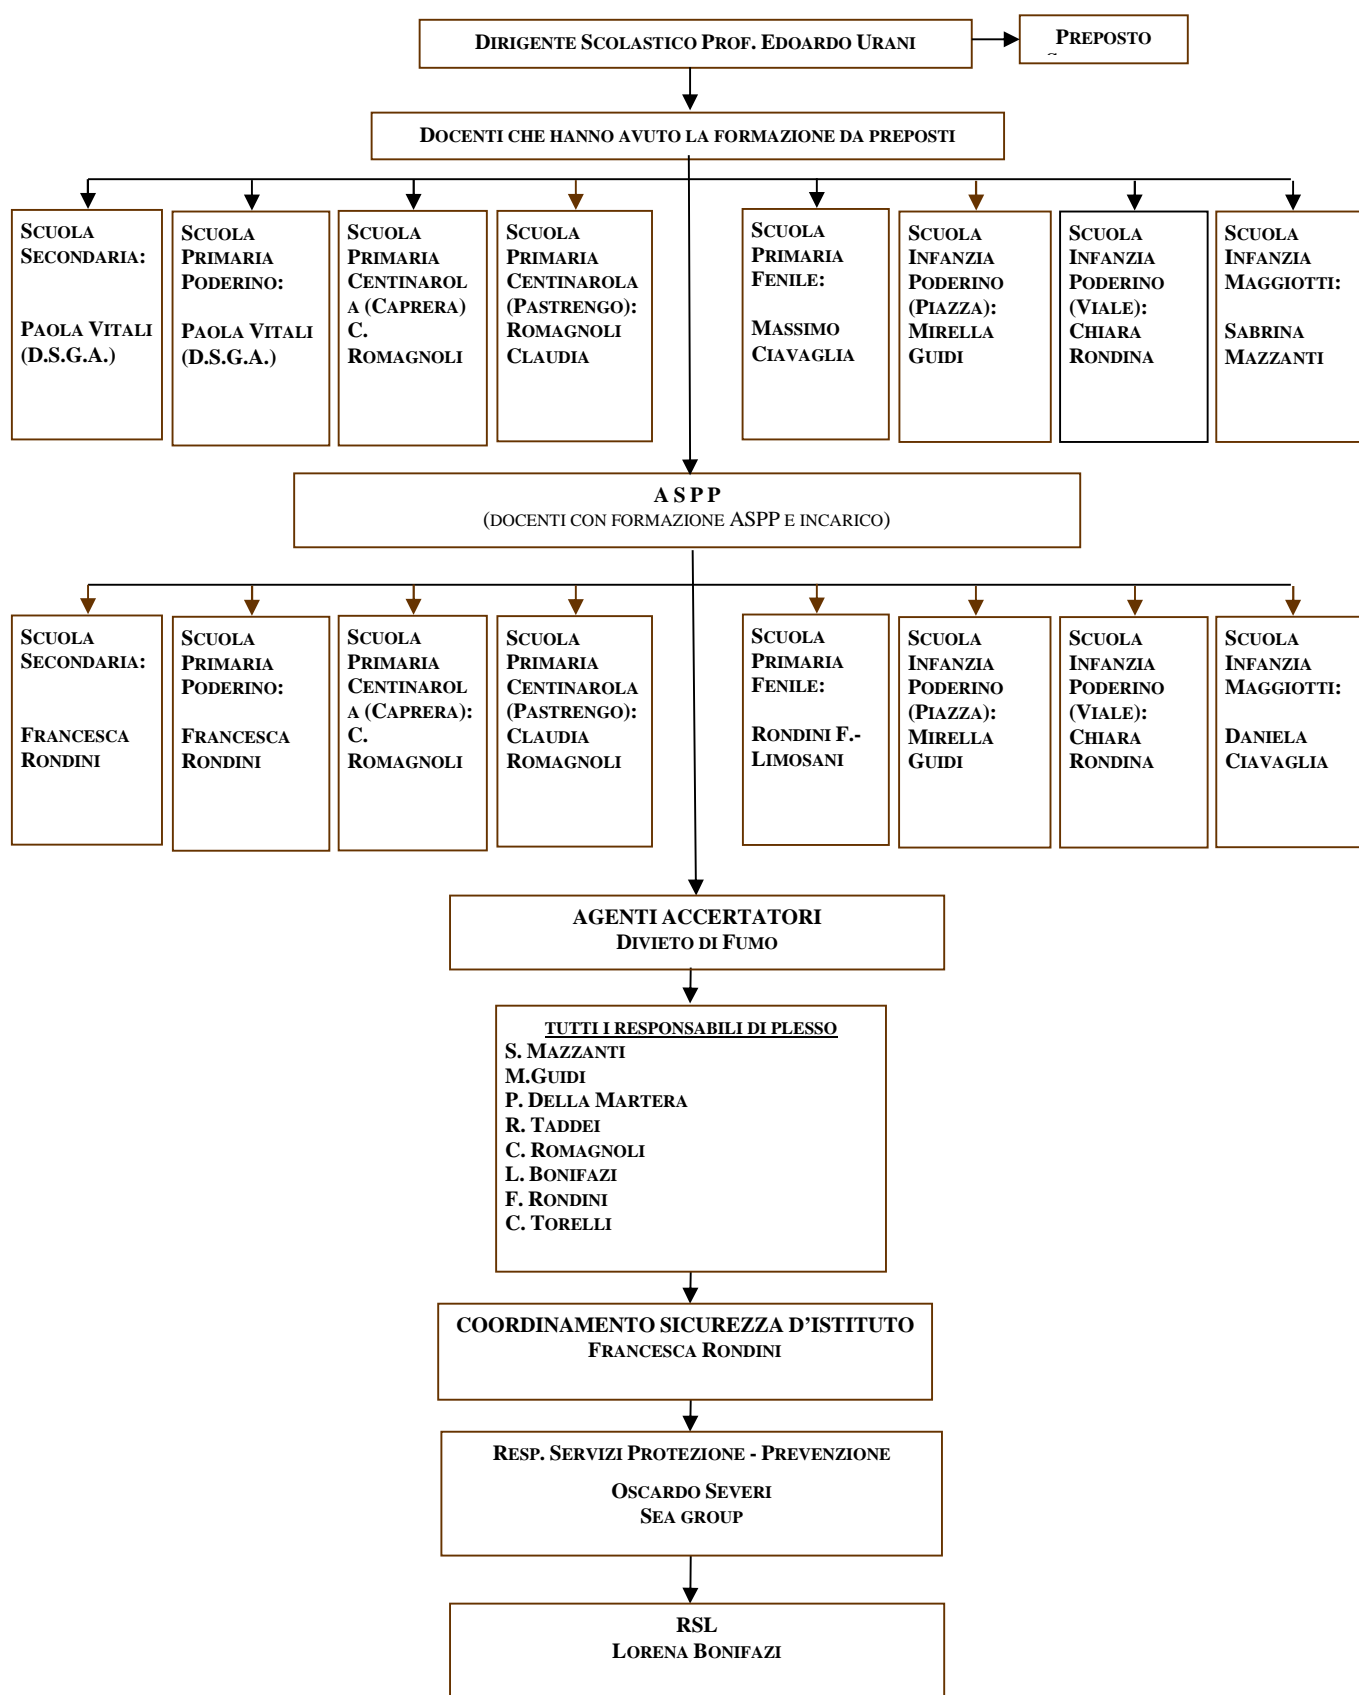 DIRIGENTE SCOLASTICO PROF. EDOARDO URANI
PREPOSTO
DOCENTI CHE HANNO AVUTO LA FORMAZIONE DA PREPOSTI
SCUOLA
SECONDARIA:
PAOLA VITALI
(D.S.G.A.)
SCUOLA
PRIMARIA
PODERINO:
PAOLA VITALI
(D.S.G.A.)
SCUOLA
PRIMARIA
CENTINAROL
A (CAPRERA)
C.
ROMAGNOLI
SCUOLA
PRIMARIA
CENTINAROLA
(PASTRENGO):
ROMAGNOLI
CLAUDIA
SCUOLA
PRIMARIA
FENILE:
MASSIMO
CIAVAGLIA
SCUOLA
INFANZIA
PODERINO
(PIAZZA):
MIRELLA
GUIDI
SCUOLA
INFANZIA
PODERINO
(VIALE):
CHIARA
RONDINA
SCUOLA
INFANZIA
MAGGIOTTI:
SABRINA
MAZZANTI
A S P P
(DOCENTI CON FORMAZIONE ASPP E INCARICO)
SCUOLA
SECONDARIA:
FRANCESCA
RONDINI
SCUOLA
PRIMARIA
PODERINO:
FRANCESCA
RONDINI
SCUOLA
PRIMARIA
CENTINAROL
A (CAPRERA):
C.
ROMAGNOLI
SCUOLA
PRIMARIA
CENTINAROLA
(PASTRENGO):
CLAUDIA
ROMAGNOLI
SCUOLA
PRIMARIA
FENILE:
RONDINI F.-
LIMOSANI
SCUOLA
INFANZIA
PODERINO
(PIAZZA):
MIRELLA
GUIDI
SCUOLA
INFANZIA
PODERINO
(VIALE):
CHIARA
RONDINA
SCUOLA
INFANZIA
MAGGIOTTI:
DANIELA
CIAVAGLIA
AGENTI ACCERTATORI
DIVIETO DI FUMO
TUTTI I RESPONSABILI DI PLESSO
S. MAZZANTI
M.GUIDI
P. DELLA MARTERA
R. TADDEI
C. ROMAGNOLI
L. BONIFAZI
F. RONDINI
C. TORELLI
COORDINAMENTO SICUREZZA D'ISTITUTO
FRANCESCA RONDINI
RESP. SERVIZI PROTEZIONE - PREVENZIONE
OSCARDO SEVERI
SEA GROUP
RSL
LORENA BONIFAZI